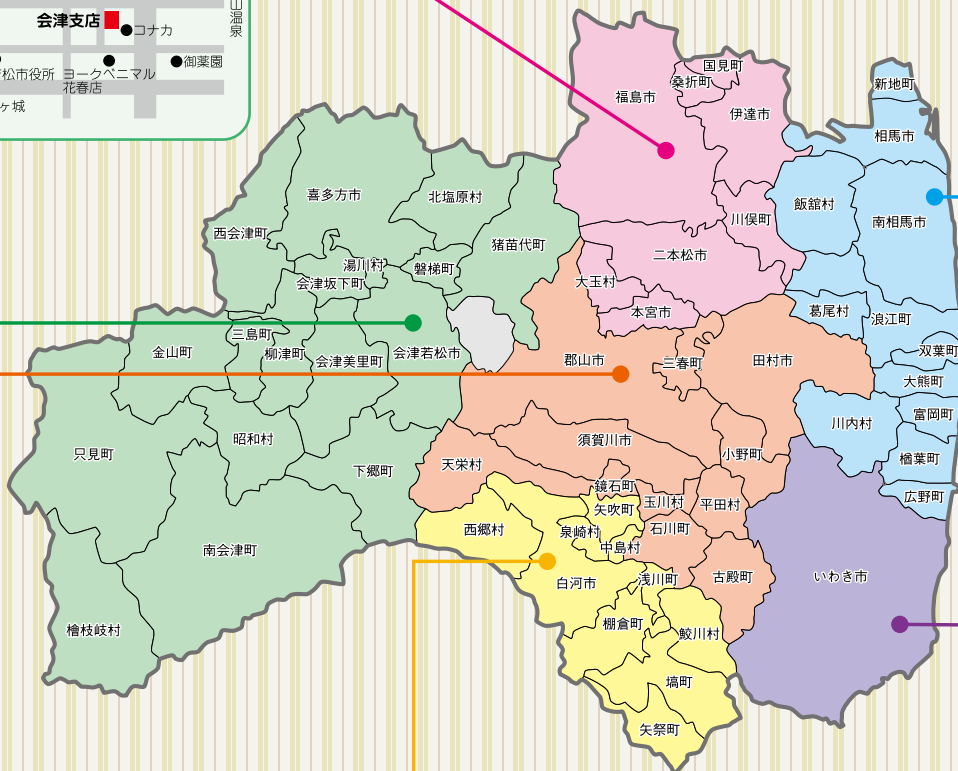 会津支店
コナカ
山温泉
松市役所
ヨークベニマル
花春店
御薬園
ヶ城
国見町
桑折町
福島市
伊達市
新地町
相馬市
喜多方市
北塩原村
飯舘村
南相馬市
西会津町
猪苗代町
川俣町
二本松市
湯川村
磐梯町
会津坂下町
大玉村
本宮市
葛尾村
浪江町
三島町
金山町
柳津町
会津美里町
会津若松市
郡山市
三春町
田村市
双葉町
大熊町
富岡町
川内村
只見町
昭和村
下郷町
天栄村
須賀川市
小野町
楢葉町
広野町
鏡石町
矢吹町
玉川村
平田村
西郷村
泉崎村
中島村
石川町
南会津町
白河市
浅川町
古殿町
いわき市
檜枝岐村
棚倉町
鮫川村
塙町
矢祭町